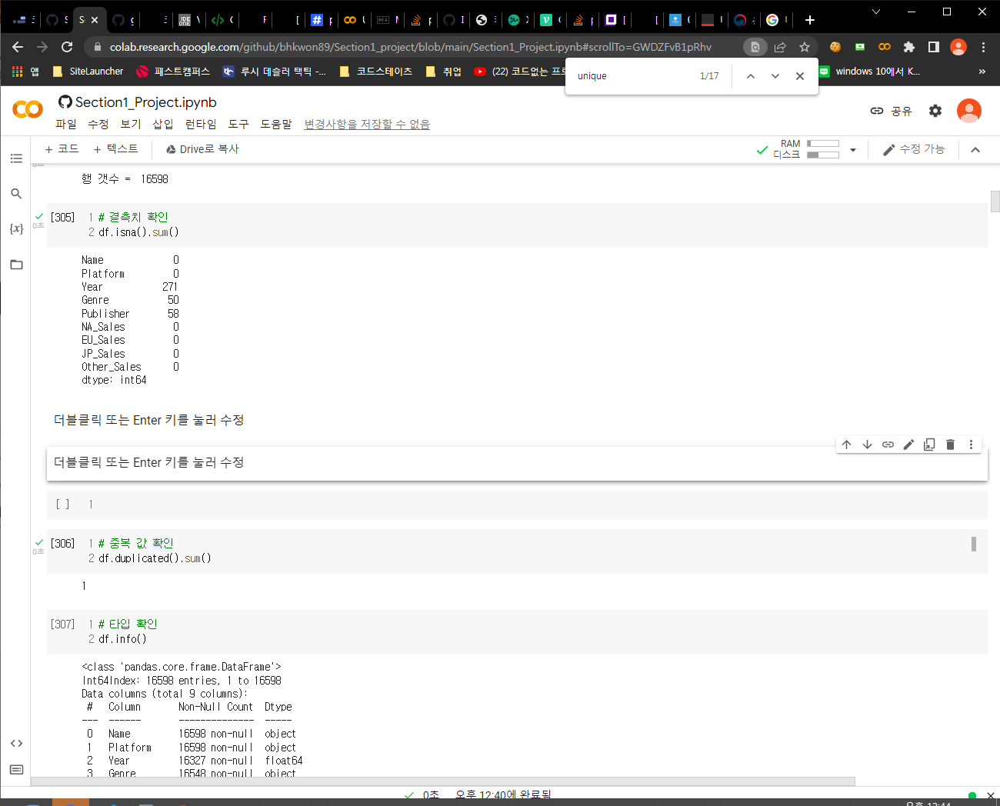 colab.research.google.com/github/bhkwon89/Section1_project/blob/main/Section1_Project.ipynb#scrollTo=GWDZFvB1pRhv
앱 SiteLauncher 패스트캠퍼스 루시 데슬러 택틱 -... 코드스테이츠 취업 (22) 코드없는 프로 windows 10에서 K... »
unique 1/17
Section1_Project.ipynb
파일 수정 보기 삽입 런타임 도구 도움말 변경사항을 저장할 수 없음
공유
+ 코드 + 텍스트 Drive로 복사
RAM
디스크
수정 가능
행 갯수 = 16598
[305] 1 # 결측치 확인
0초 2 df.isna().sum()
Name 0
Platform 0
Year 271
Genre 50
Publisher 58
NA_Sales 0
EU_Sales 0
JP_Sales 0
Other_Sales 0
dtype: int64
더블클릭 또는 Enter 키를 눌러 수정
더블클릭 또는 Enter 키를 눌러 수정
[ ] 1
[306] 1 # 중복 값 확인
0초 2 df.duplicated().sum()
1
[307] 1 # 타입 확인
2 df.info()
<class 'pandas.core.frame.DataFrame'>
Int64Index: 16598 entries, 1 to 16598
Data columns (total 9 columns):
# Column Non-Null Count Dtype
--- ------ -------------- -----
0 Name 16598 non-null object
1 Platform 16598 non-null object
2 Year 16327 non-null float64
3 Genre 16548 non-null object
0초 오후 12:40에 완료됨
오후 12:44